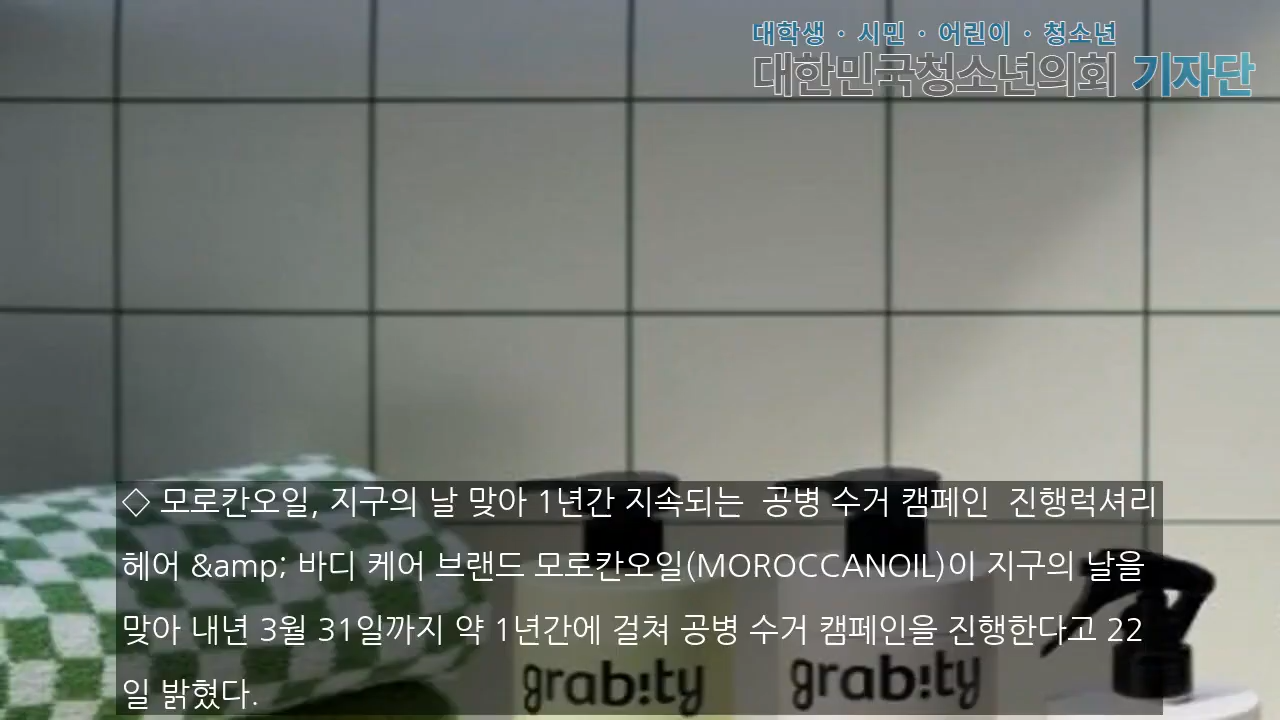 대학생 · 시민 · 어린이 · 청소년
대한민국청소년의회 기자단
◇ 모로칸오일, 지구의 날 맞아 1년간 지속되는  공병 수거 캠페인  진행럭셔리
헤어 &amp;amp; 바디 케어 브랜드 모로칸오일(MOROCCANOIL)이 지구의 날을
맞아 내년 3월 31일까지 약 1년간에 걸쳐 공병 수거 캠페인을 진행한다고 22
일 밝혔다.
grab!ty
grab!ty